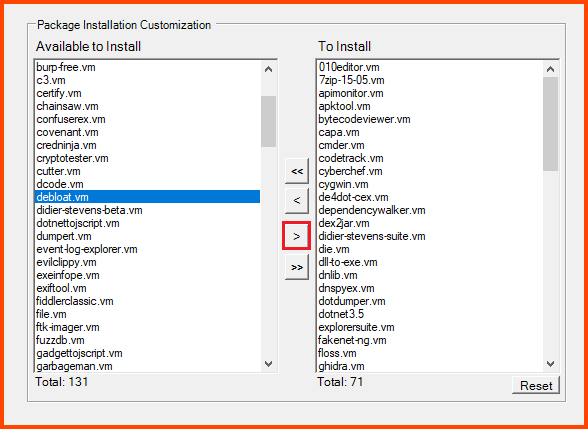 Package Installation Customization
Available to Install
burp-free.vm
c3.vm
certify.vm
chainsaw.vm
confuserex.vm
covenant.vm
credninja.vm
cryptotester.vm
cutter.vm
dcode.vm
debloat.vm
didier-stevens-beta.vm
dotnettojscript.vm
dumpert.vm
event-log-explorer.vm
evilclippy.vm
exeinfope.vm
exiftool.vm
fiddlerclassic.vm
file.vm
ftk-imager.vm
fuzzdb.vm
gadgettojscript.vm
garbageman.vm
Total: 131
<<
<
>
>>
To Install
010editor.vm
7zip-15-05.vm
apimonitor.vm
apktool.vm
bytecodeviewer.vm
capa.vm
cmder.vm
codetrack.vm
cyberchef.vm
cygwin.vm
de4dot-cex.vm
dependencywalker.vm
dex2jar.vm
didier-stevens-suite.vm
die.vm
dll-to-exe.vm
dnlib.vm
dnspyex.vm
dotdumper.vm
dotnet3.5
explorersuite.vm
fakenet-ng.vm
floss.vm
ghidra.vm
Total: 71
Reset